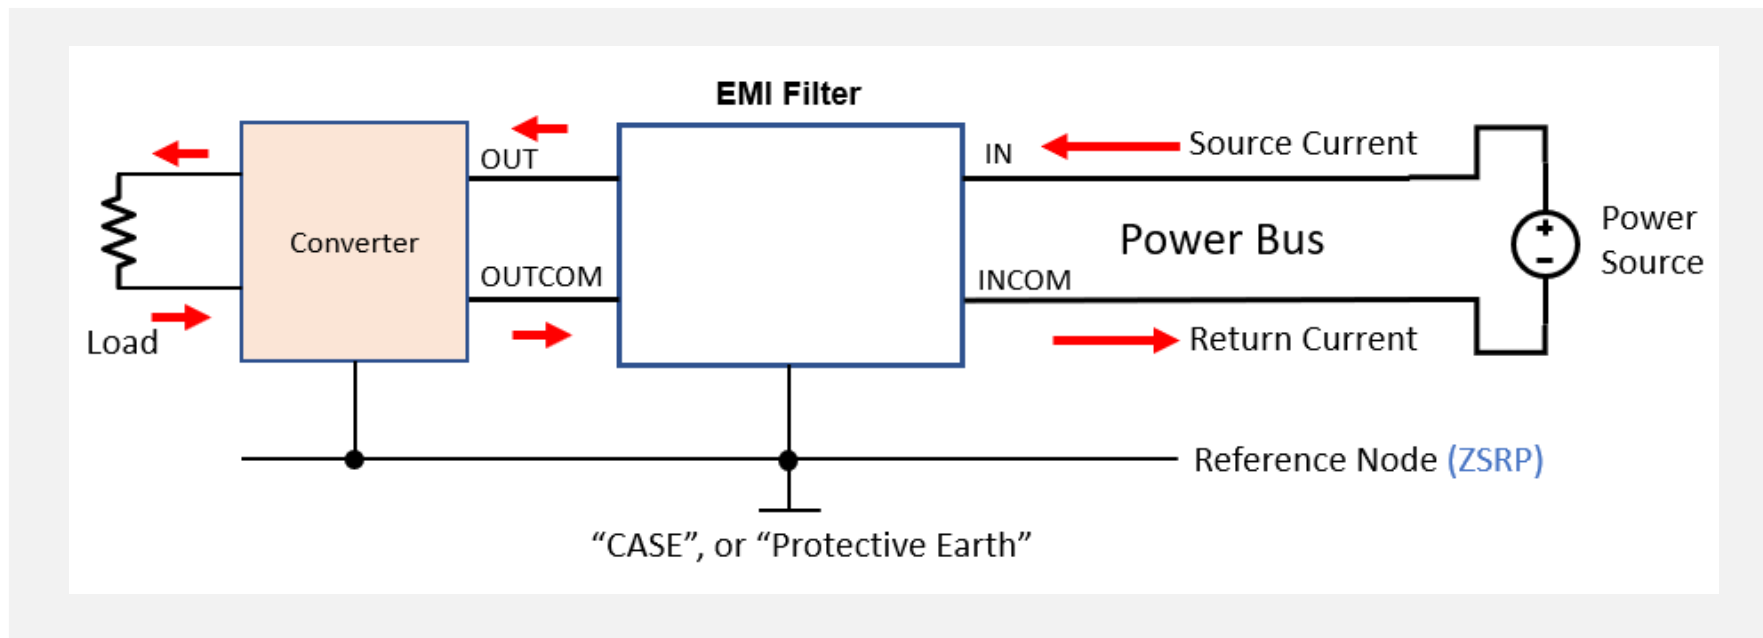 EMI Filter
OUT
IN
Source Current
Converter
Power Bus
Power
Source
OUTCOM
INCOM
Load
Return Current
+
-
Reference Node (ZSRP)
“CASE”, or “Protective Earth”